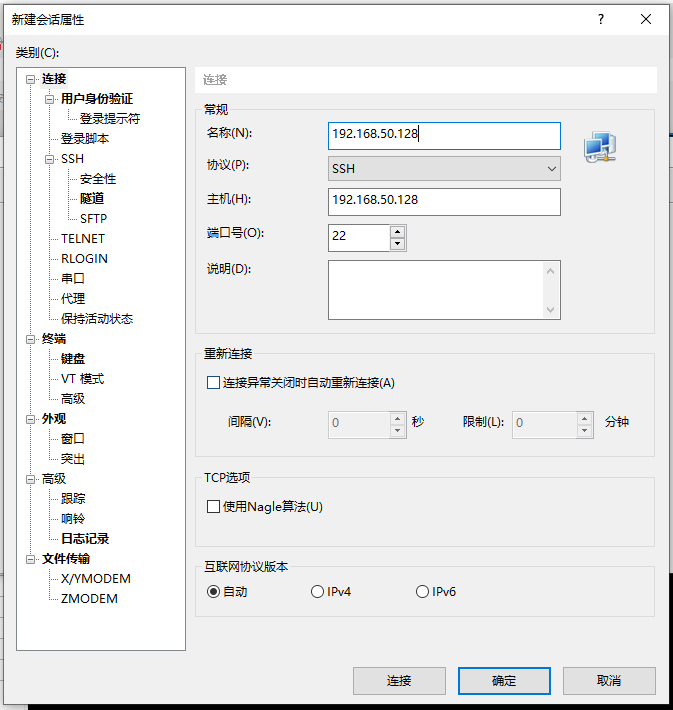 新建会话属性
?
类别(C):
连接
用户身份验证
登录提示符
登录脚本
SSH
安全性
隧道
SFTP
TELNET
RLOGIN
串口
代理
保持活动状态
终端
键盘
VT 模式
高级
外观
窗口
突出
高级
跟踪
响铃
日志记录
文件传输
X/YMODEM
ZMODEM
连接
常规
名称(N): 192.168.50.128
协议(P): SSH
主机(H): 192.168.50.128
端口号(O): 22
说明(D):
重新连接
连接异常关闭时自动重新连接(A)
间隔(V): 0 秒 限制(L): 0 分钟
TCP选项
使用Nagle算法(U)
互联网协议版本
自动 IPv4 IPv6
连接 确定 取消